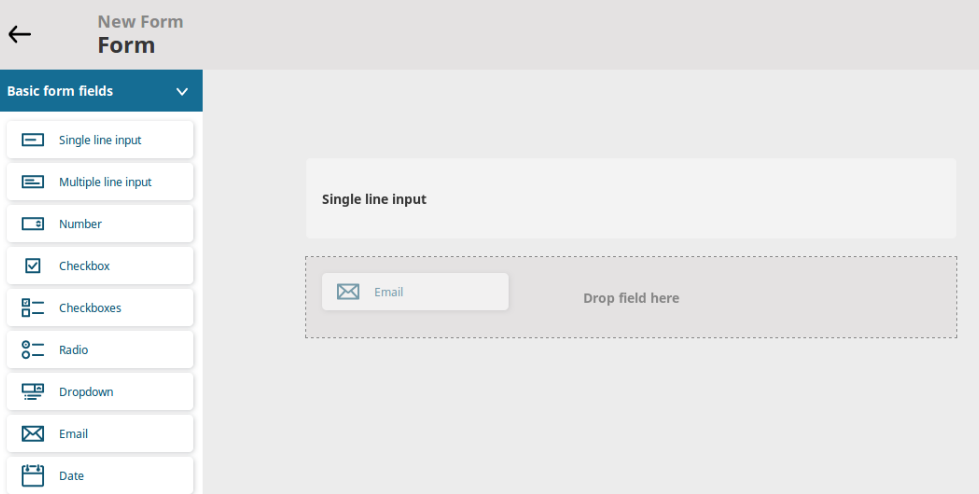 New Form
Form
Basic form fields
Single line input
Multiple line input
Number
Checkbox
Checkboxes
Radio
Dropdown
Email
Date
Single line input
Email
Drop field here